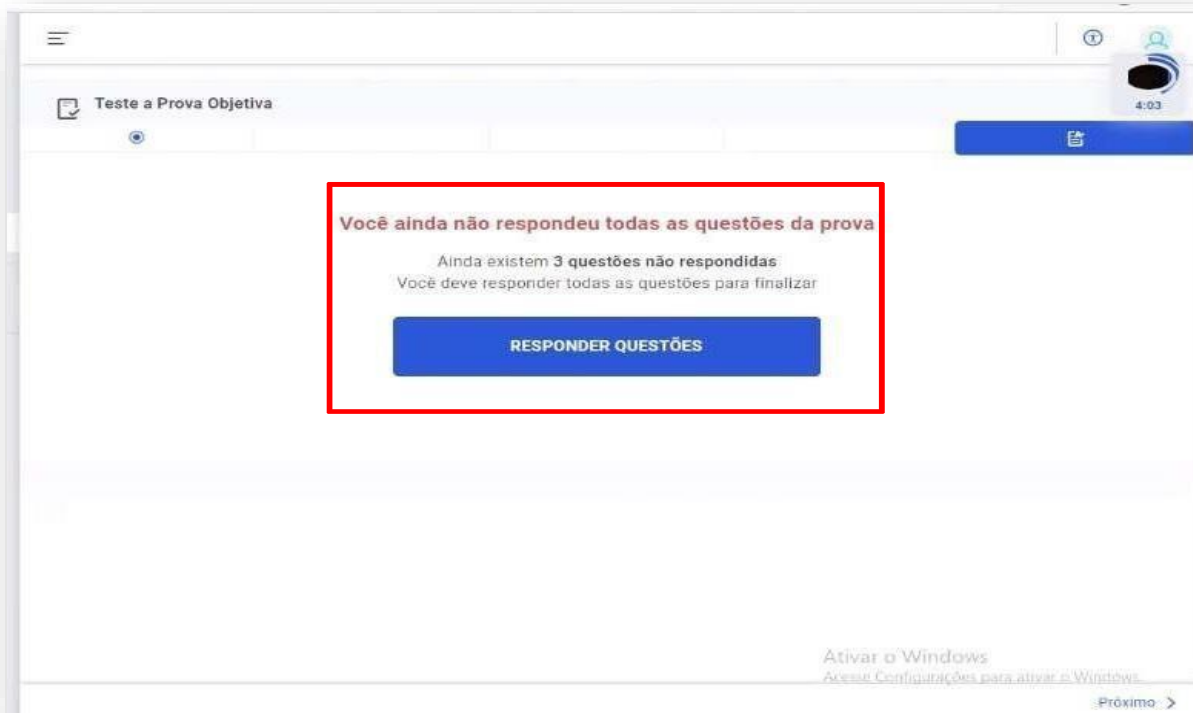 Teste a Prova Objetiva
4:03
Você ainda não respondeu todas as questões da prova
Ainda existem 3 questões não respondidas
Você deve responder todas as questões para finalizar
RESPONDER QUESTÕES
Ativar o Windows
Acesse Configurações para ativar o Windows.
Próximo >